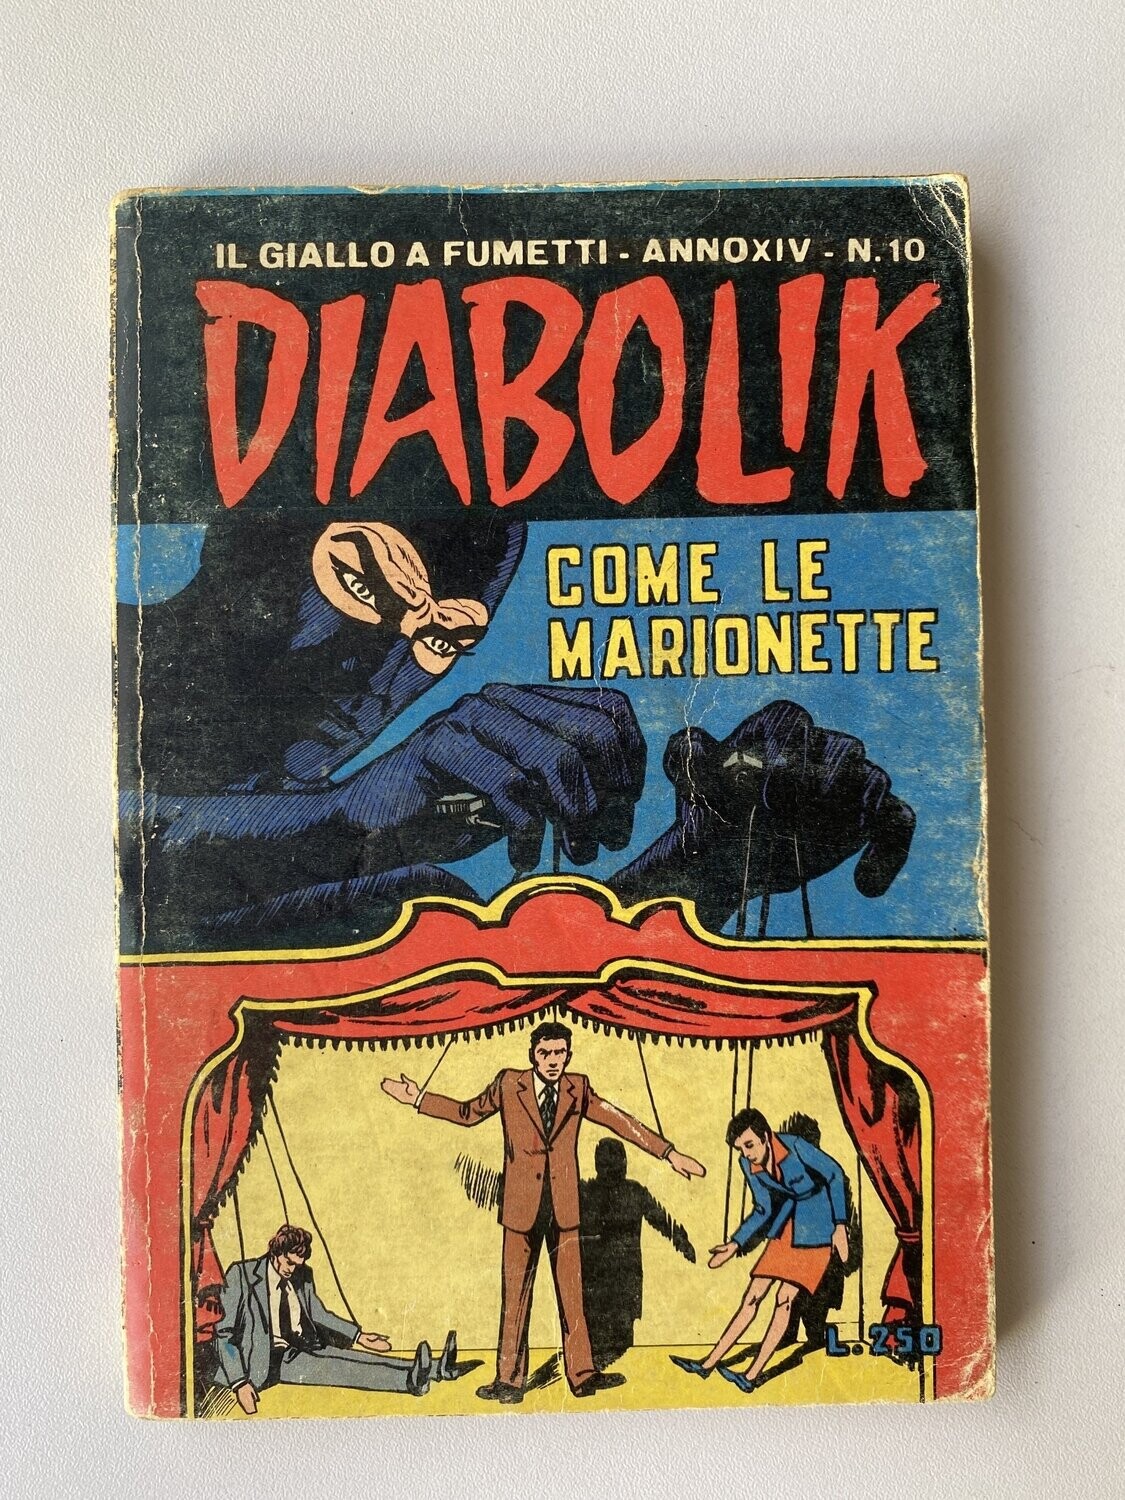 IL GIALLO A FUMETTI - ANNOXIV - N.10
DIABOLIK
COME LE
MARIONETTE
L. 250